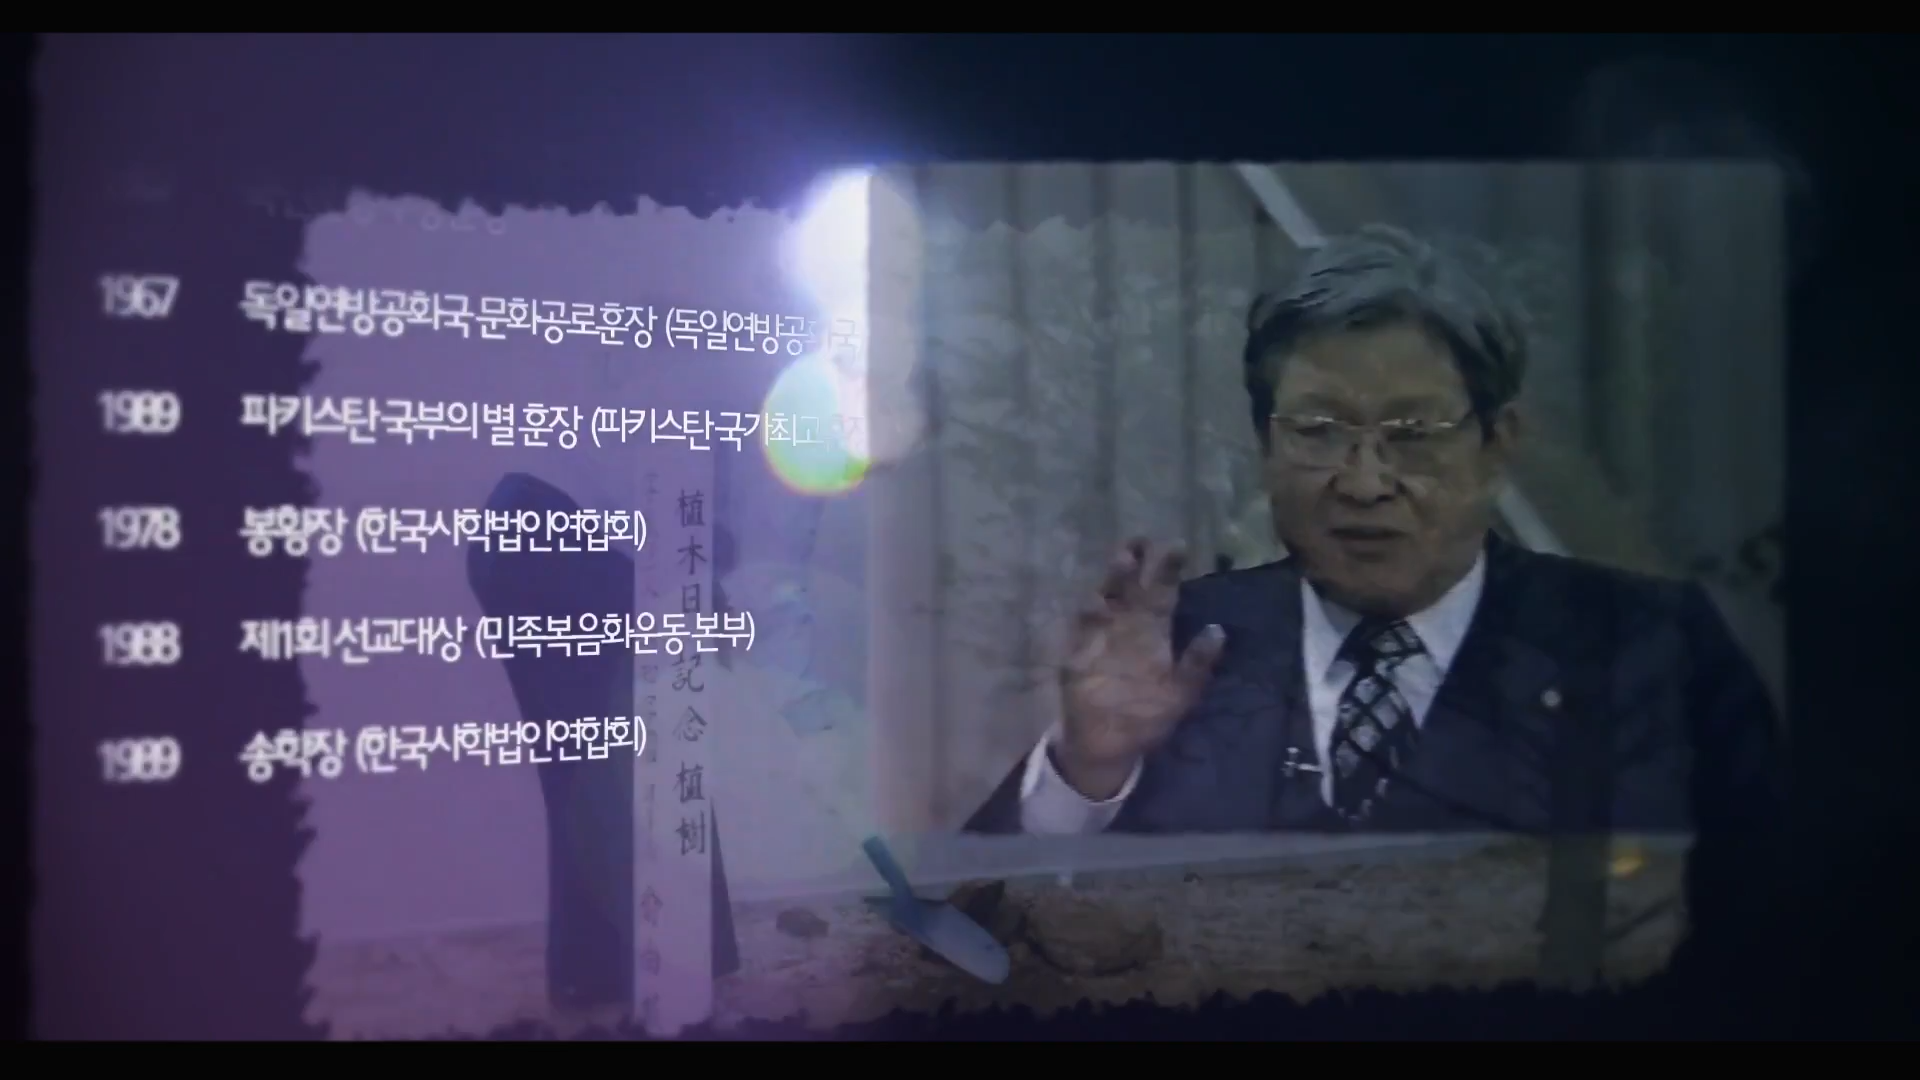 1967 독일연방공화국 문화공로훈장 (독일연방공화국
1989 파키스탄 국부의 별 훈장 (파키스탄 국가최고훈장
1978 봉황장 (한국사학법인연합회)
1988 제1회 선교대상 (민족복음화운동 본부)
1989 송학장 (한국사학법인연합회)
植木日記念植樹